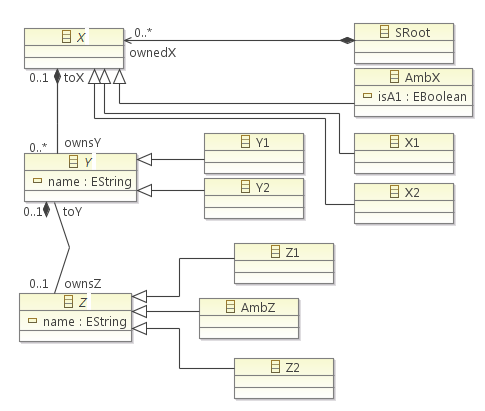 X
0..*
ownedX
SRoot
0..1
toX
AmbX
isA1 : EBoolean
ownsY
0..*
Y
name : EString
Y1
X1
Y2
X2
0..1
toY
Z1
0..1
ownsZ
Z
name : EString
AmbZ
Z2